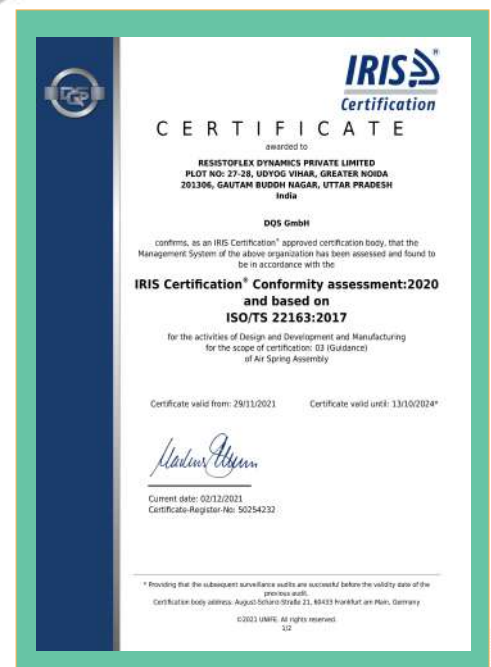 DQS
IRIS®
Certification
CERTIFICATE
awarded to
RESISTOFLEX DYNAMICS PRIVATE LIMITED
PLOT NO: 27-28, UDYOG VIHAR, GREATER NOIDA
201306, GAUTAM BUDDH NAGAR, UTTAR PRADESH
India
DQS GmbH
confirms, as an IRIS Certification® approved certification body, that the
Management System of the above organization has been assessed and found to
be in accordance with the
IRIS Certification® Conformity assessment:2020
and based on
ISO/TS 22163:2017
for the activities of Design and Development and Manufacturing
for the scope of certification: 03 (Guidance)
of Air Spring Assembly
Certificate valid from: 29/11/2021 Certificate valid until: 13/10/2024*
Current date: 02/12/2021
Certificate-Register-No: 50254232
* Providing that the subsequent surveillance audits are successful before the validity date of the
previous audit.
Certification body address: August-Schanz-Straße 21, 60433 Frankfurt am Main, Germany
©2021 UNIFE. All rights reserved.
1/2